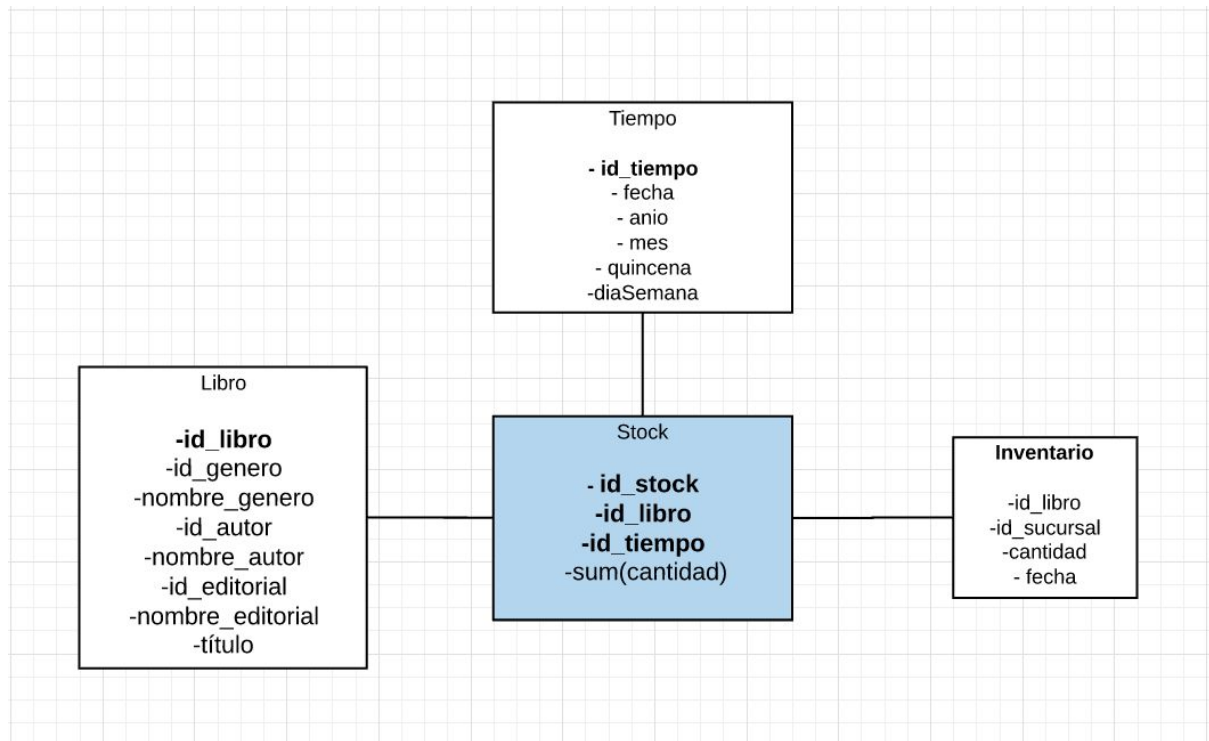 Tiempo
- id_tiempo
- fecha
- anio
- mes
- quincena
-diaSemana
Libro
-id_libro
-id_genero
-nombre_genero
-id_autor
-nombre_autor
-id_editorial
-nombre_editorial
-título
Stock
- id_stock
-id_libro
-id_tiempo
-sum(cantidad)
Inventario
-id_libro
-id_sucursal
-cantidad
- fecha